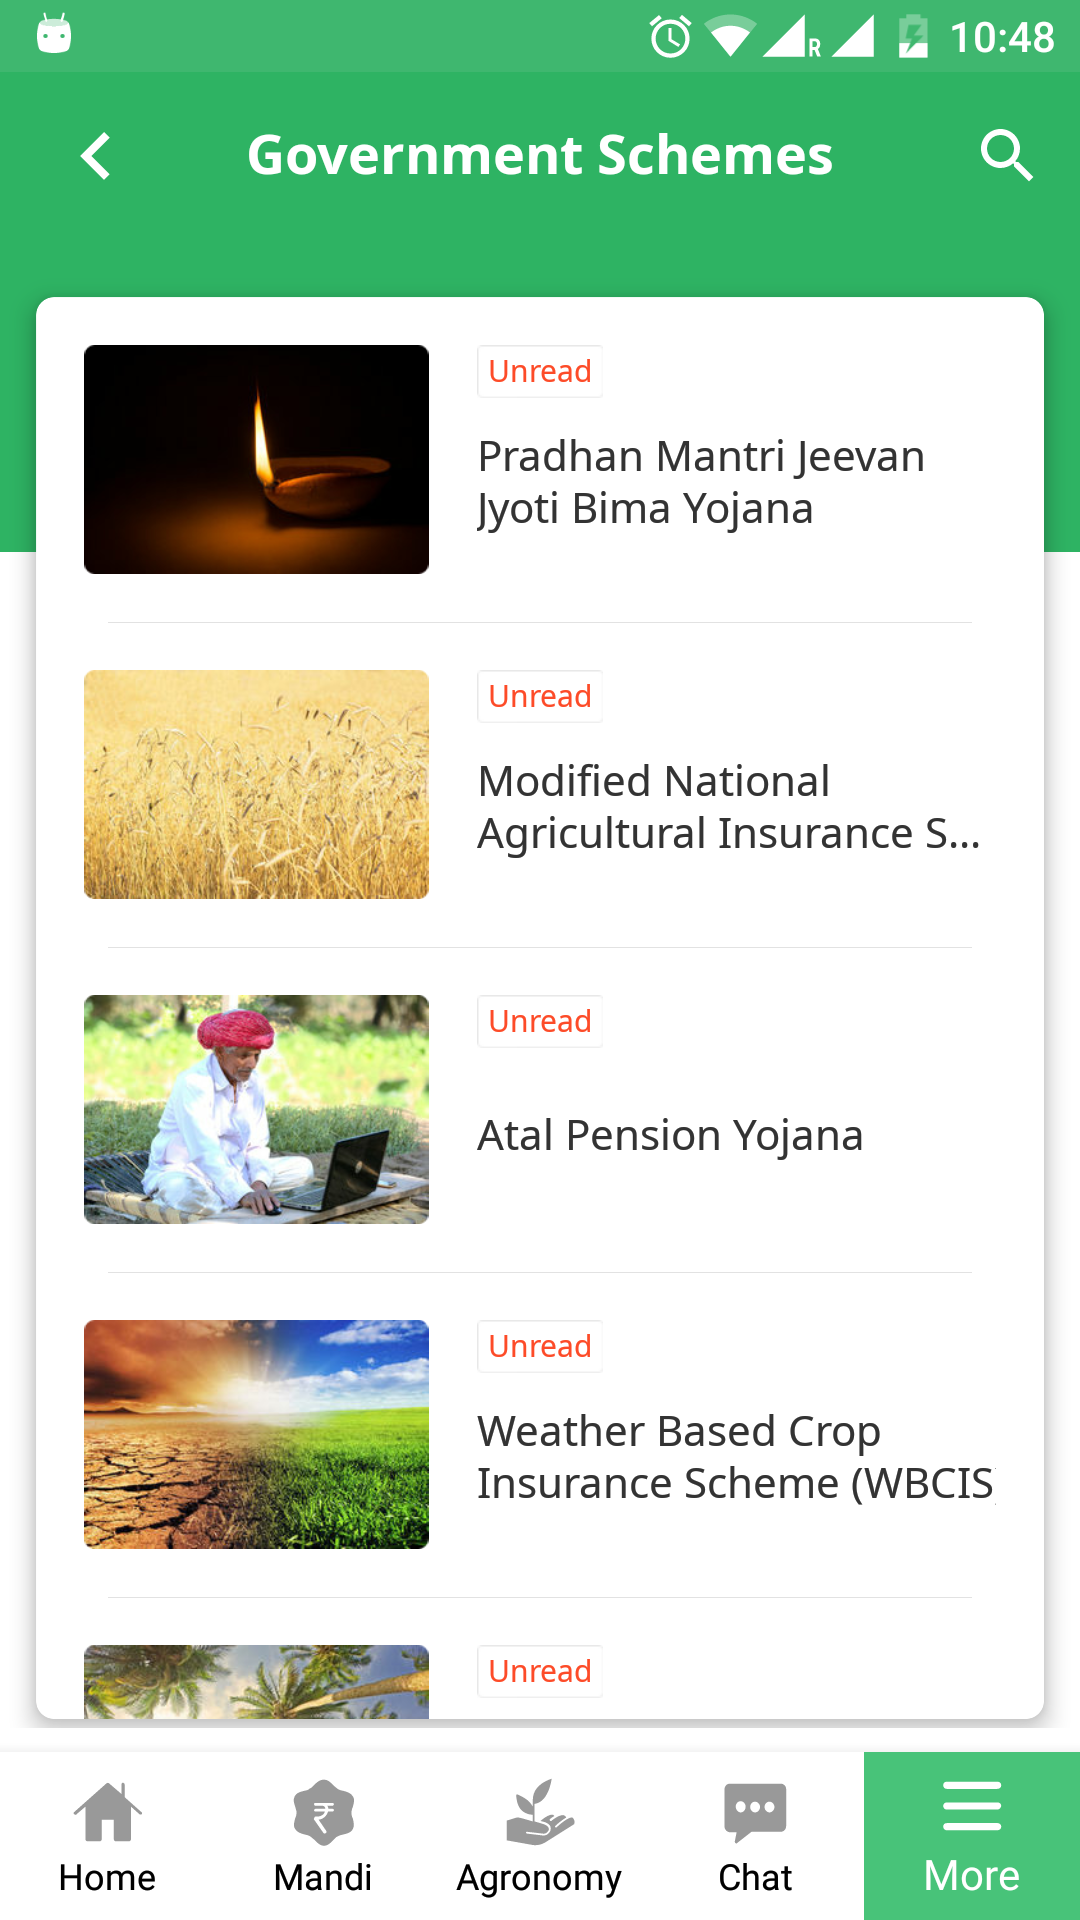 R 10:48
Government Schemes
Unread
Pradhan Mantri Jeevan
Jyoti Bima Yojana
Unread
Modified National
Agricultural Insurance S...
Unread
Atal Pension Yojana
Unread
Weather Based Crop
Insurance Scheme (WBCIS)
Unread
Home
Mandi
Agronomy
Chat
More